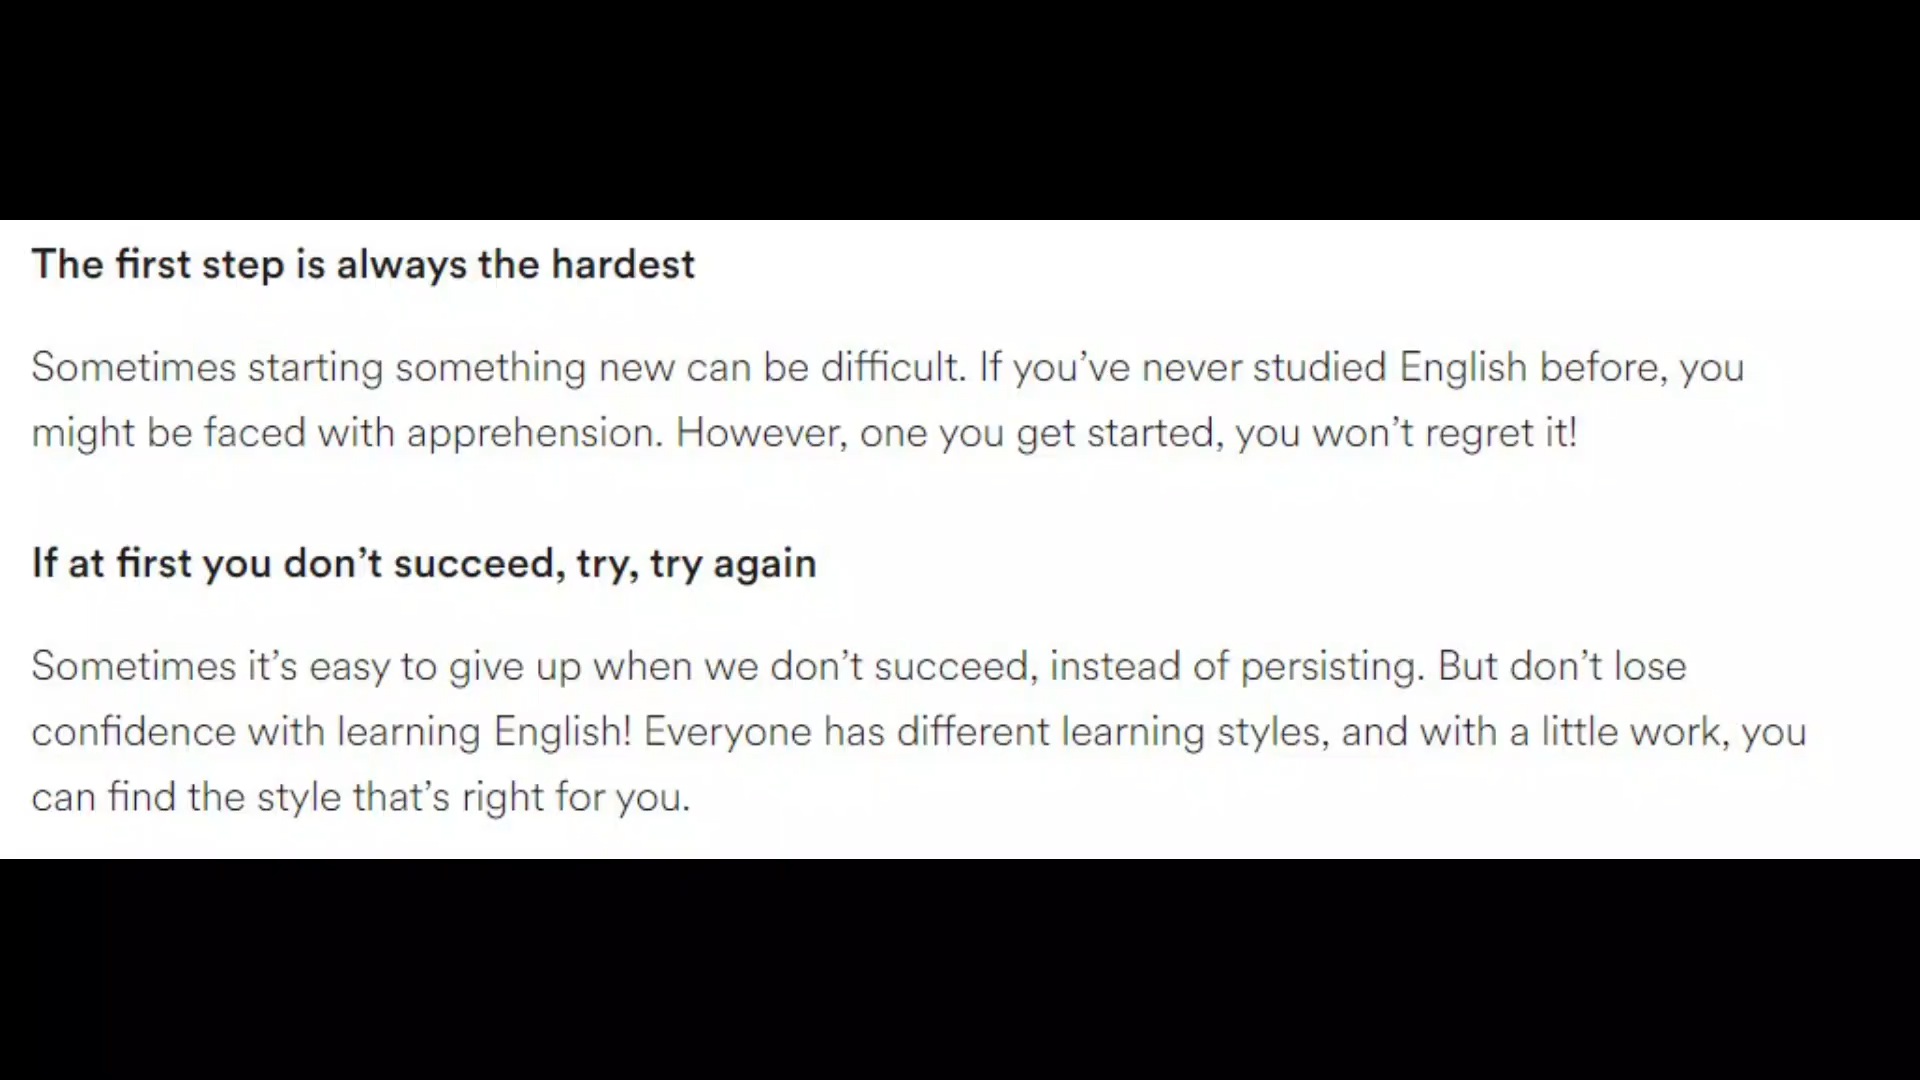 The first step is always the hardest
Sometimes starting something new can be difficult. If you’ve never studied English before, you
might be faced with apprehension. However, one you get started, you won’t regret it!
If at first you don’t succeed, try, try again
Sometimes it’s easy to give up when we don’t succeed, instead of persisting. But don’t lose
confidence with learning English! Everyone has different learning styles, and with a little work, you
can find the style that’s right for you.